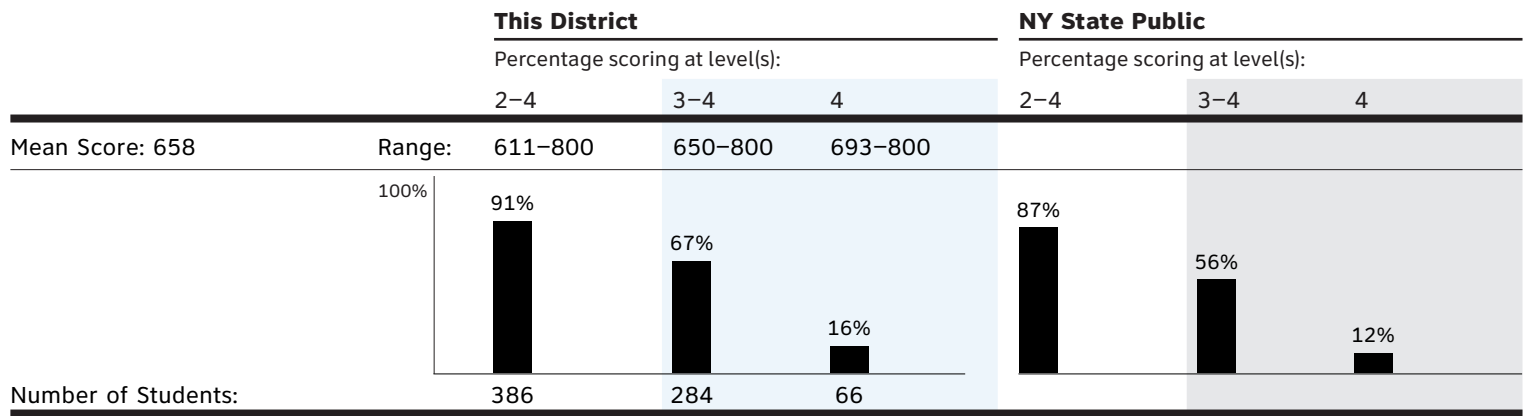 This District NY State Public
Percentage scoring at level(s): Percentage scoring at level(s):
2–4 3–4 4 2–4 3–4 4
Mean Score: 658 Range: 611–800 650–800 693–800
100%
91% 67% 16% 87% 56% 12%
Number of Students: 386 284 66